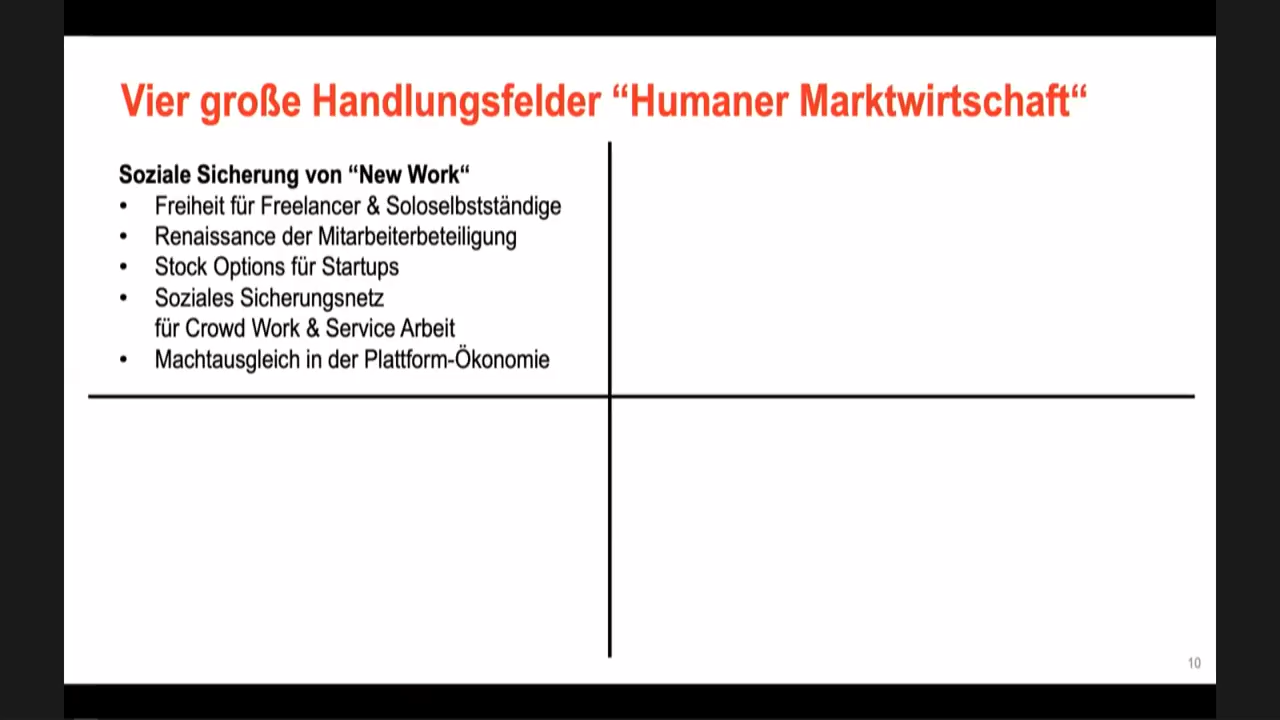 Vier große Handlungsfelder “Humaner Marktwirtschaft“
Soziale Sicherung von “New Work“
• Freiheit für Freelancer & Soloselbstständige
• Renaissance der Mitarbeiterbeteiligung
• Stock Options für Startups
• Soziales Sicherungsnetz
für Crowd Work & Service Arbeit
• Machtausgleich in der Plattform-Ökonomie
10